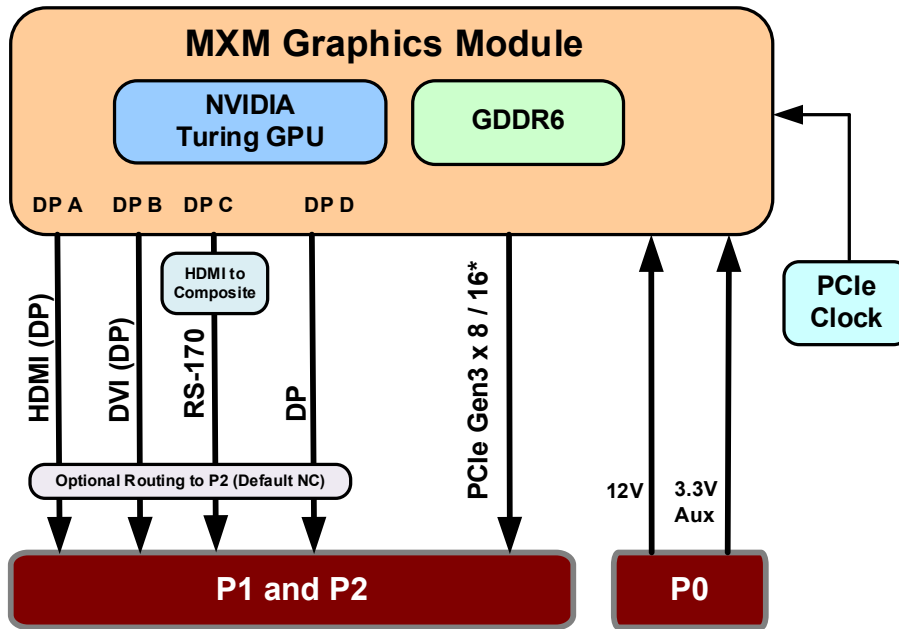 MXM Graphics Module
NVIDIA
Turing GPU
GDDR6
DP A
DP B
DP C
DP D
HDMI to
Composite
PCIe
Clock
HDMI (DP)
DVI (DP)
RS-170
DP
PCIe Gen3 x 8 / 16*
Optional Routing to P2 (Default NC)
12V
3.3V
Aux
P1 and P2
P0